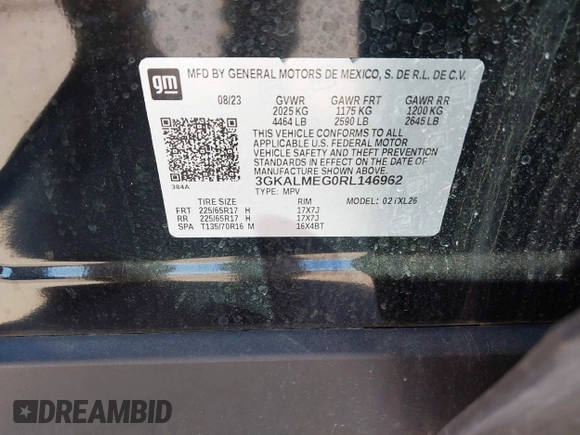 gm
MFD BY GENERAL MOTORS DE MEXICO, S. DE R.L. DE C.V.
08/23 GVWR GAWR FRT GAWR RR
2025 KG 1175 KG 1200 KG
4464 LB 2590 LB 2645 LB
THIS VEHICLE CONFORMS TO ALL
APPLICABLE U.S. FEDERAL MOTOR
VEHICLE SAFETY AND THEFT PREVENTION
STANDARDS IN EFFECT ON THE DATE OF
MANUFACTURE SHOWN ABOVE.
3GKALMEG0RL146962
384A
TYPE: MPV MODEL:
TIRE SIZE RIM
FRT 225/65R17 H 17X7J
RR 225/65R17 H 17X7J
SPA T135/70R16 M 16X4BT
DREAMBID